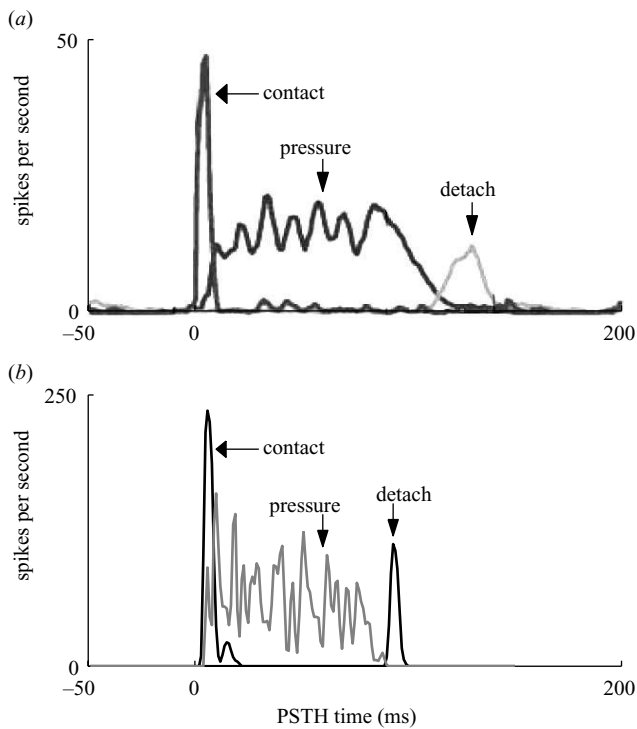 (a)
50
contact
pressure
detach
spikes per second
0
−50
0
200
(b)
250
contact
pressure
detach
spikes per second
0
−50
0
200
PSTH time (ms)